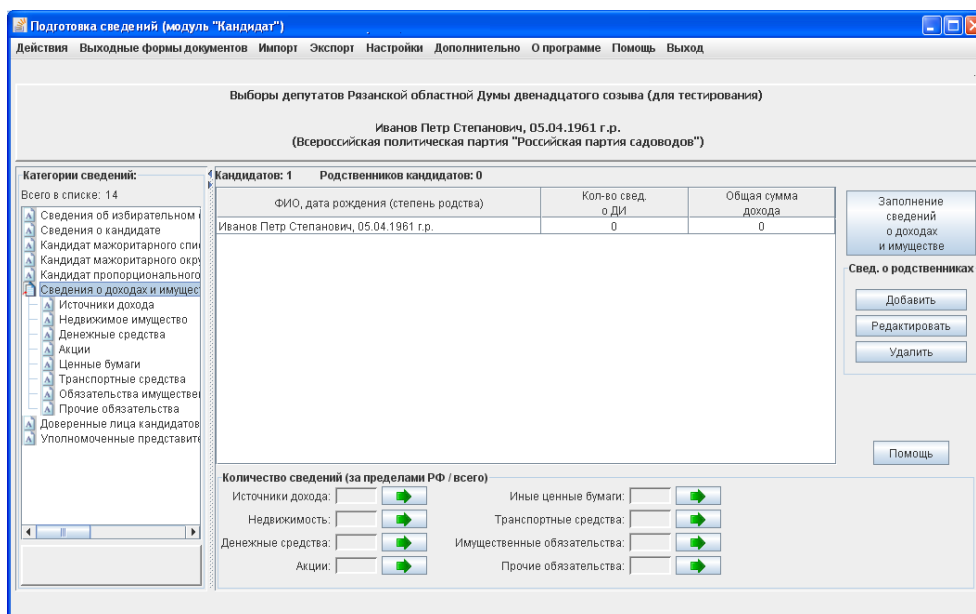 Подготовка сведений (модуль "Кандидат")
Действия Выходные формы документов Импорт Экспорт Настройки Дополнительно О программе Помощь Выход
Выборы депутатов Рязанской областной Думы двенадцатого созыва (для тестирования)
Иванов Петр Степанович, 05.04.1961 г.р.
(Всероссийская политическая партия "Российская партия садоводов")
Категории сведений:
Всего в списке: 14
Сведения об избирательном
Сведения о кандидате
Кандидат мажоритарного спи
Кандидат мажоритарного окру
Кандидат пропорционального
Сведения о доходах и имущес
Источники дохода
Недвижимое имущество
Денежные средства
Акции
Ценные бумаги
Транспортные средства
Обязательства имуществе
Прочие обязательства
Доверенные лица кандидатов
Уполномоченные представите
Кандидатов: 1 Родственников кандидатов: 0
ФИО, дата рождения (степень родства)
Кол-во свед.
о ДИ
Общая сумма
дохода
Иванов Петр Степанович, 05.04.1961 г.р. 0 0
Заполнение
сведений
о доходах
и имуществе
Свед. о родственниках
Добавить
Редактировать
Удалить
Помощь
Количество сведений (за пределами РФ / всего)
Источники дохода: Иные ценные бумаги:
Недвижимость: Транспортные средства:
Денежные средства: Имущественные обязательства:
Акции: Прочие обязательства: